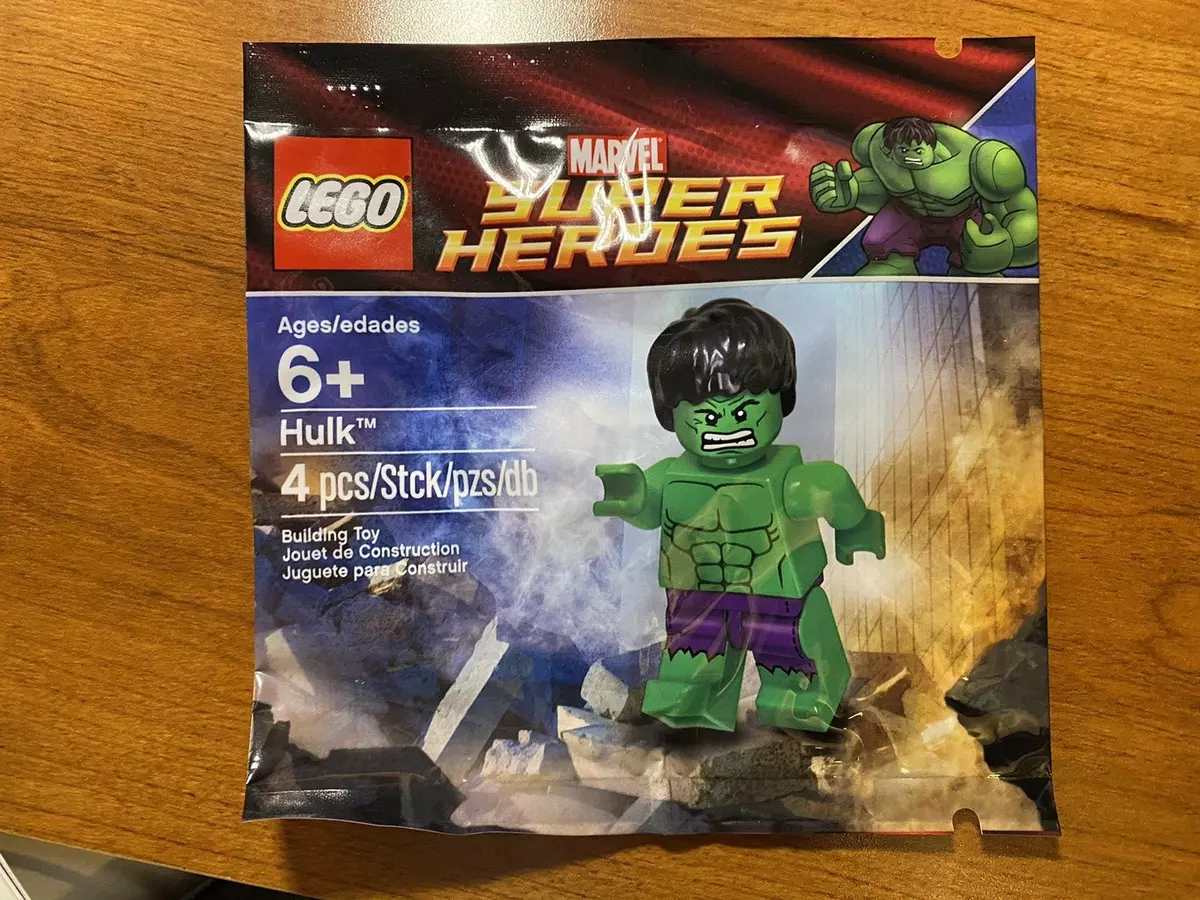 LEGO®
MARVEL
SUPER
HEROES
Ages/edades
6+
Hulk™
4 pcs/Stck/pzs/db
Building Toy
Jouet de Construction
Juguete para Construir